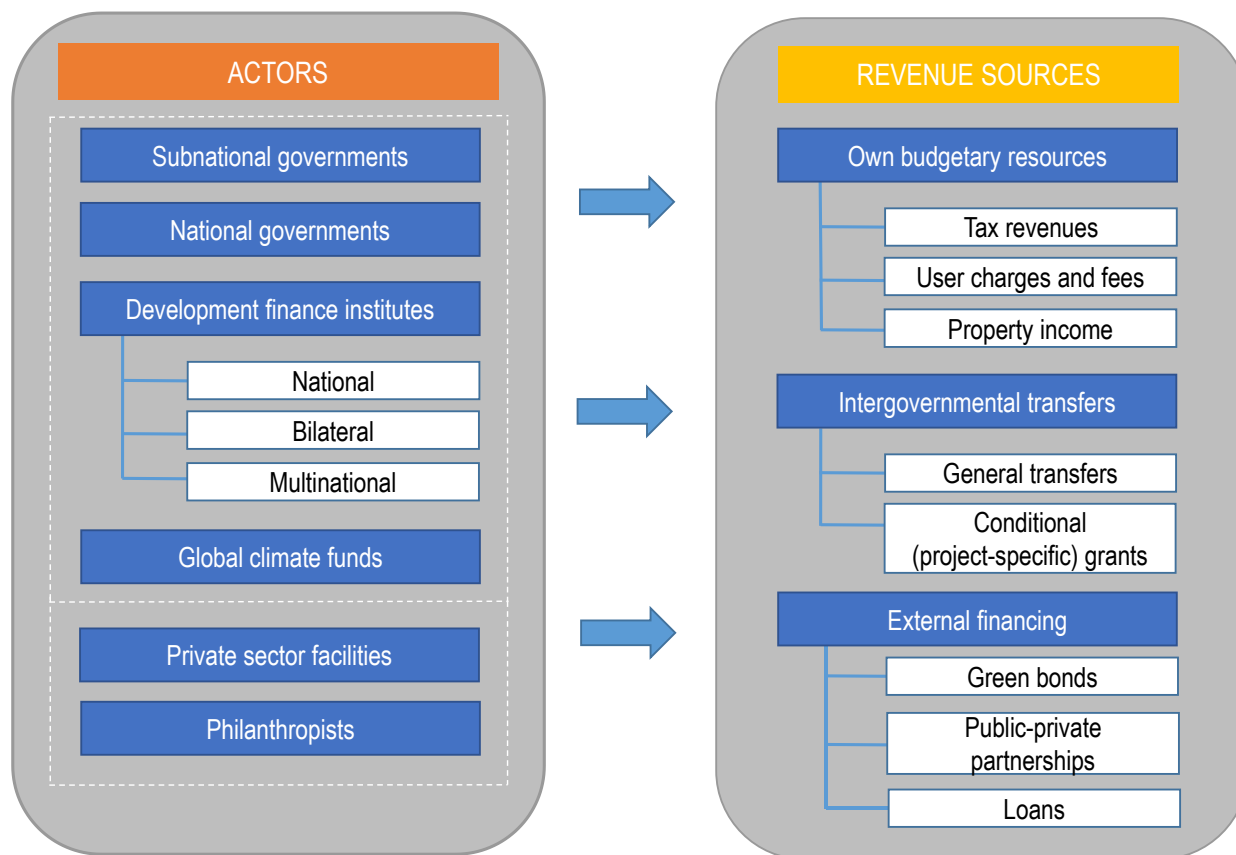 ACTORS
Subnational governments
National governments
Development finance institutes
National
Bilateral
Multinational
Global climate funds
Private sector facilities
Philanthropists
REVENUE SOURCES
Own budgetary resources
Tax revenues
User charges and fees
Property income
Intergovernmental transfers
General transfers
Conditional
(project-specific) grants
External financing
Green bonds
Public-private
partnerships
Loans